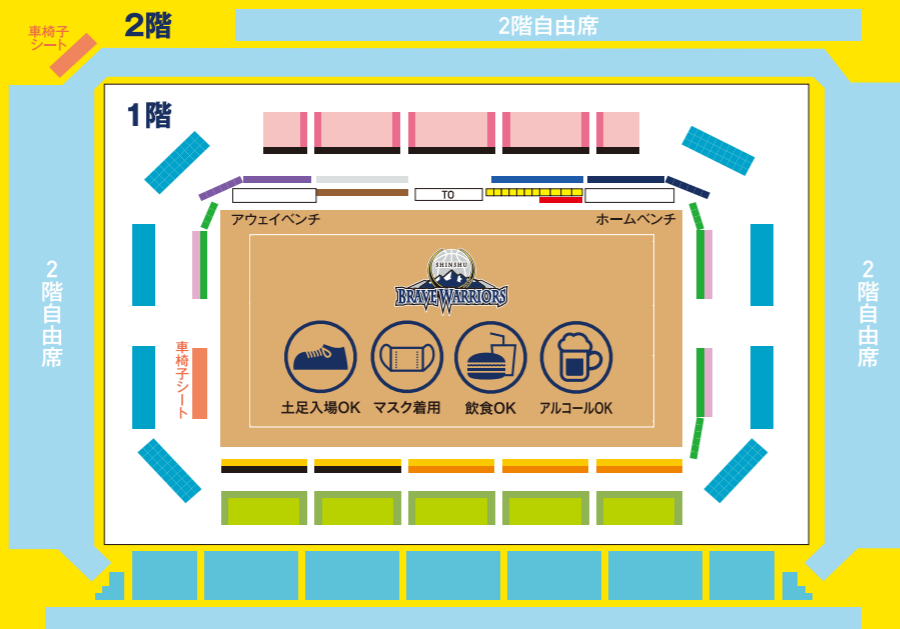 車椅子
シート
2階
2階自由席
1階
TO
アウェイベンチ
ホームベンチ
SHINSHU
BRAVE WARRIORS
2階自由席
2階自由席
車椅子シート
土足入場OK
マスク着用
飲食OK
アルコールOK